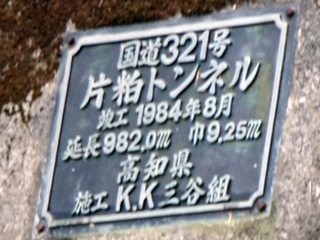 国道321号
片粕トンネル
竣工 1984年8月
延長982.0m 巾9.25m
高知県
施工 K.K三谷組